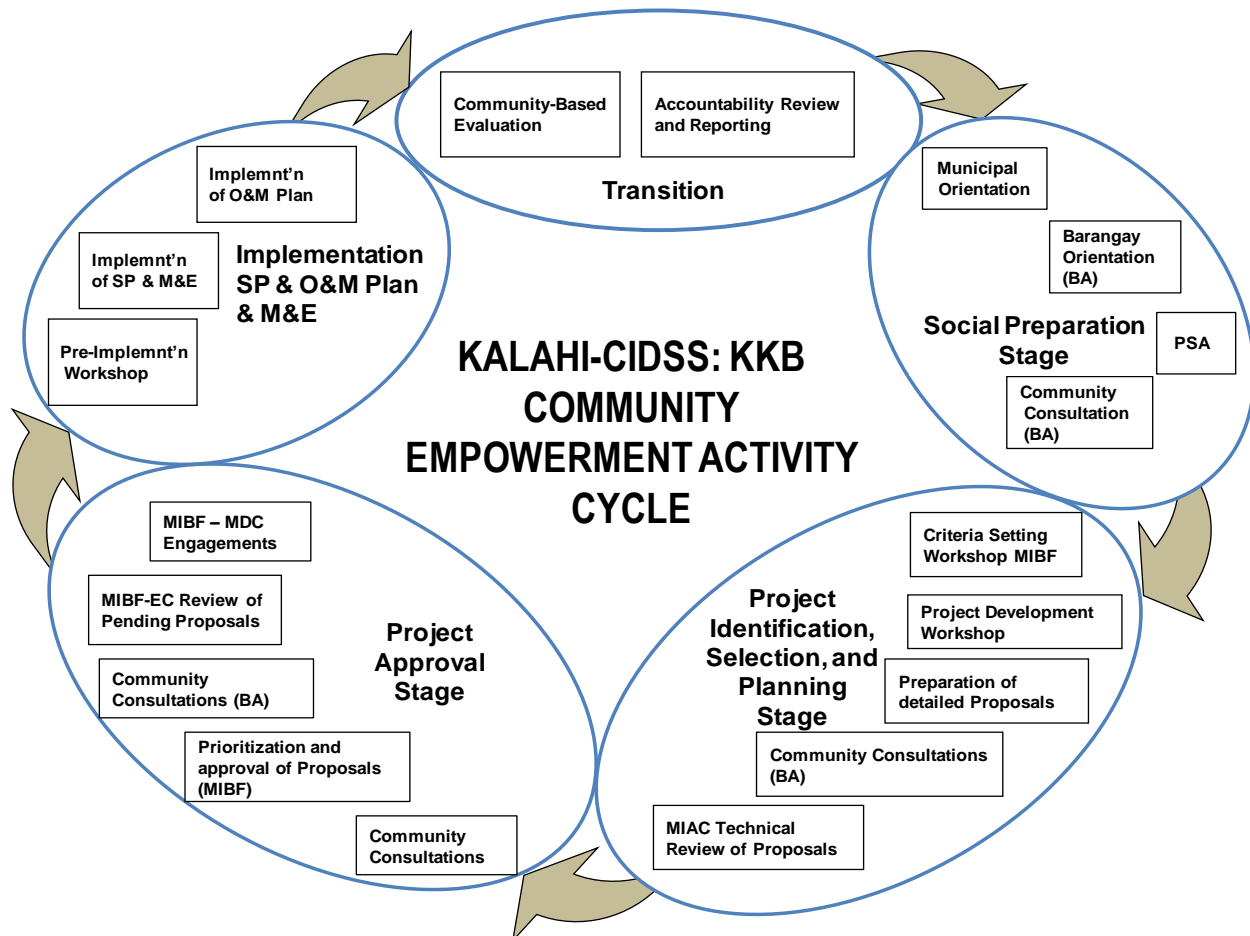 Community-Based
Evaluation
Accountability Review
and Reporting
Transition
Municipal
Orientation
Barangay
Orientation
(BA)
Social Preparation
Stage
PSA
Community
Consultation
(BA)
Criteria Setting
Workshop MIBF
Project Development
Workshop
Project
Identification,
Selection, and
Planning
Stage
Preparation of
detailed Proposals
Community Consultations
(BA)
MIAC Technical
Review of Proposals
Community
Consultations
Prioritization and
approval of Proposals
(MIBF)
Community
Consultations (BA)
MIBF-EC Review of
Pending Proposals
MIBF – MDC
Engagements
Project
Approval
Stage
Pre-Implemnt’n
Workshop
Implemnt’n
of SP & M&E
Implemnt’n
of O&M Plan
Implementation
SP & O&M Plan
& M&E
KALAHI-CIDSS: KKB
COMMUNITY
EMPOWERMENT ACTIVITY
CYCLE